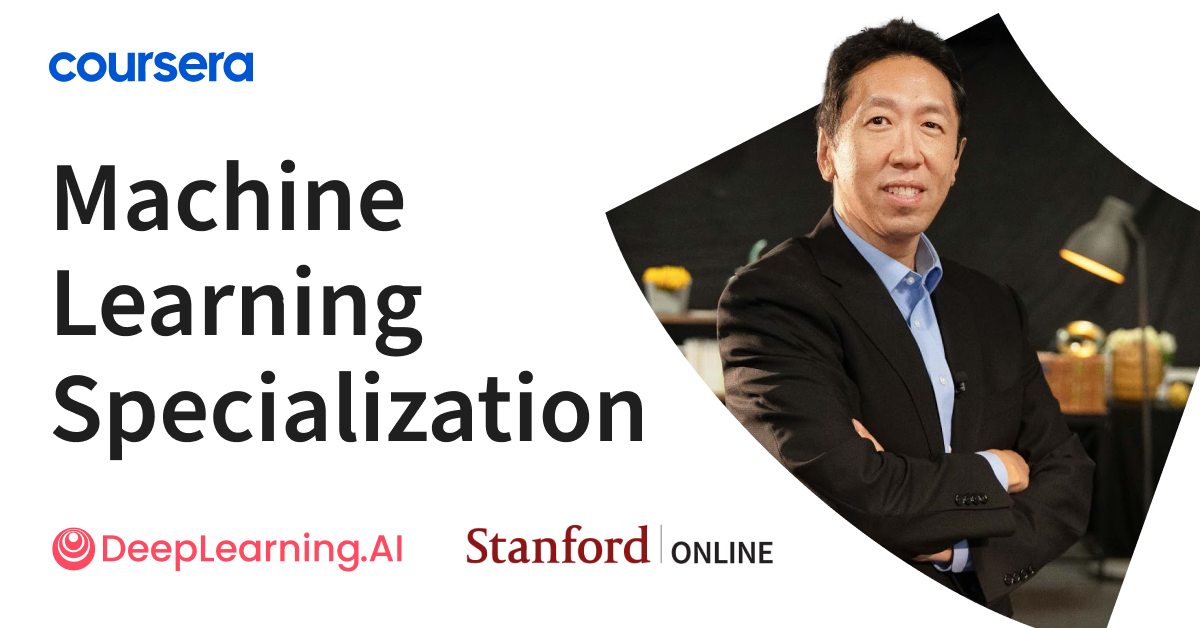 coursera
Machine
Learning
Specialization
DeepLearning.AI
Stanford ONLINE